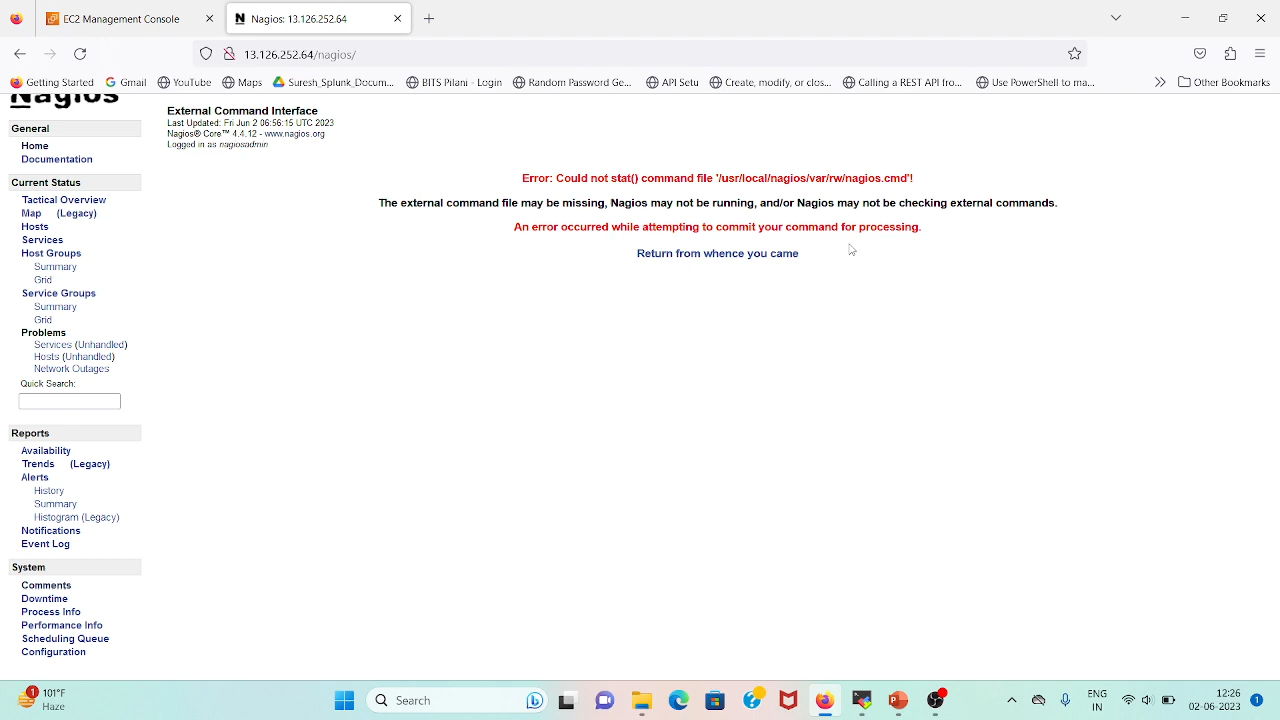 EC2 Management Console
Nagios: 13.126.252.64
13.126.252.64/nagios/
Getting Started
Gmail
YouTube
Maps
Suresh_Splunk_Docum...
BITS Pilani - Login
Random Password Ge...
API Setu
Create, modify, or cs...
Calling a REST API fro...
Use PowerShell to ma...
Other Bookmarks
Nagios
General
Home
Documentation
Current Status
Tactical Overview
Map (Legacy)
Hosts
Services
Host Groups
Summary
Grid
Service Groups
Summary
Grid
Problems
Services (Unhandled)
Hosts (Unhandled)
Network Outages
Quick Search:
Reports
Availability
Trends (Legacy)
Alerts
History
Summary
Histogram (Legacy)
Notifications
Event Log
System
Comments
Downtime
Process Info
Performance Info
Scheduling Queue
Configuration
External Command Interface
Last Updated: Fri Jun 2 06:56:15 UTC 2023
Nagios® Core™ 4.4.12 - www.nagios.org
Logged in as nagiosadmin
Error: Could not stat() command file '/usr/local/nagios/var/rw/nagios.cmd'!
The external command file may be missing, Nagios may not be running, and/or Nagios may not be checking external commands.
An error occurred while attempting to commit your command for processing.
Return from whence you came
1
101°F
Haze
Search
ENG
IN
12:26
02-06-2023
1